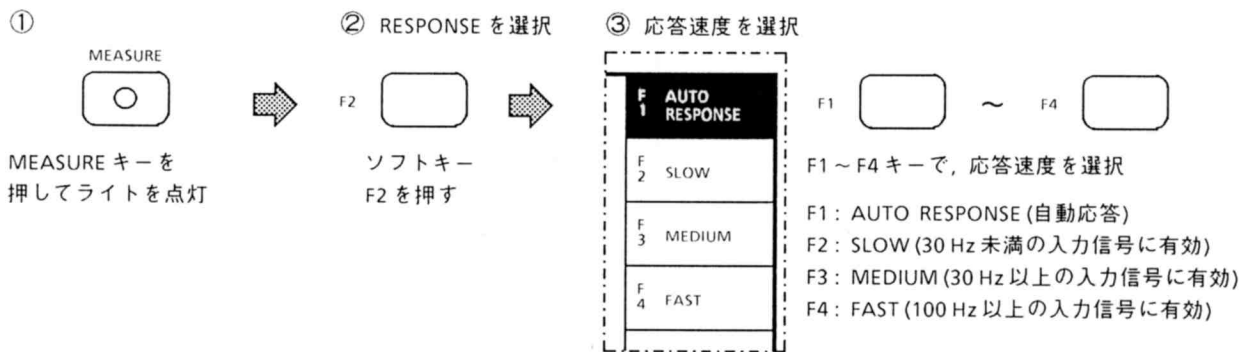 ①
MEASURE
MEASURE キーを
押してライトを点灯
② RESPONSE を選択
F2
ソフトキー
F2 を押す
③ 応答速度を選択
F1 AUTO RESPONSE
F2 SLOW
F3 MEDIUM
F4 FAST
F1 ~ F4
F1~F4 キーで, 応答速度を選択
F1 : AUTO RESPONSE (自動応答)
F2 : SLOW (30 Hz 未満の入力信号に有効)
F3 : MEDIUM (30 Hz 以上の入力信号に有効)
F4 : FAST (100 Hz 以上の入力信号に有効)